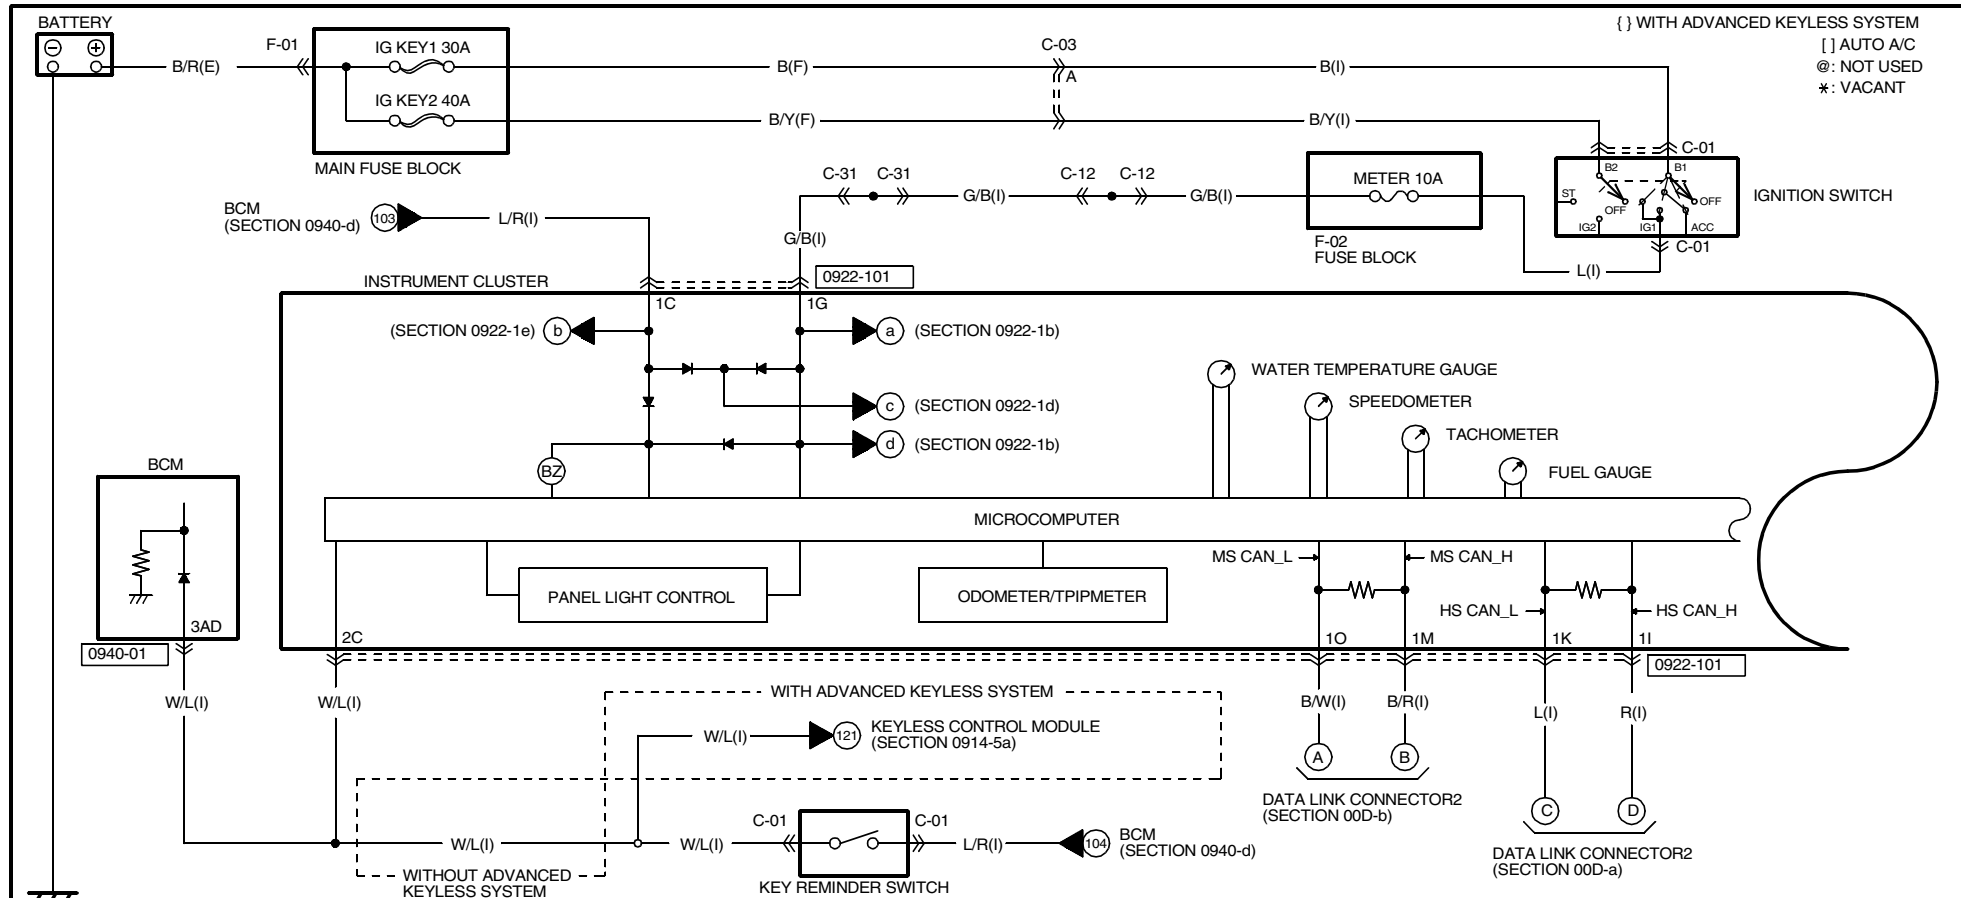 BATTERY
{ } WITH ADVANCED KEYLESS SYSTEM
[ ] AUTO A/C
@: NOT USED
*: VACANT
F-01
IG KEY1 30A
C-03
B/R(E)
B(F)
A
B(I)
IG KEY2 40A
B/Y(F)
B/Y(I)
MAIN FUSE BLOCK
C-01
B2
B1
ST
OFF
OFF
IG2
IG1
ACC
IGNITION SWITCH
C-01
C-31
C-31
C-12
C-12
METER 10A
G/B(I)
G/B(I)
F-02
FUSE BLOCK
L(I)
BCM
(SECTION 0940-d)
103
L/R(I)
G/B(I)
INSTRUMENT CLUSTER
0922-101
1C
1G
(SECTION 0922-1e)
b
a
(SECTION 0922-1b)
c
(SECTION 0922-1d)
d
(SECTION 0922-1b)
BZ
WATER TEMPERATURE GAUGE
SPEEDOMETER
TACHOMETER
FUEL GAUGE
BCM
3AD
0940-01
MICROCOMPUTER
PANEL LIGHT CONTROL
ODOMETER/TPIPMETER
MS CAN_L
MS CAN_H
HS CAN_L
HS CAN_H
2C
1O
1M
1K
1I
0922-101
W/L(I)
W/L(I)
WITH ADVANCED KEYLESS SYSTEM
W/L(I)
121
KEYLESS CONTROL MODULE
(SECTION 0914-5a)
B/W(I)
B/R(I)
L(I)
R(I)
A
B
DATA LINK CONNECTOR2
(SECTION 00D-b)
C
D
DATA LINK CONNECTOR2
(SECTION 00D-a)
W/L(I)
W/L(I)
C-01
C-01
L/R(I)
104
BCM
(SECTION 0940-d)
WITHOUT ADVANCED
KEYLESS SYSTEM
KEY REMINDER SWITCH